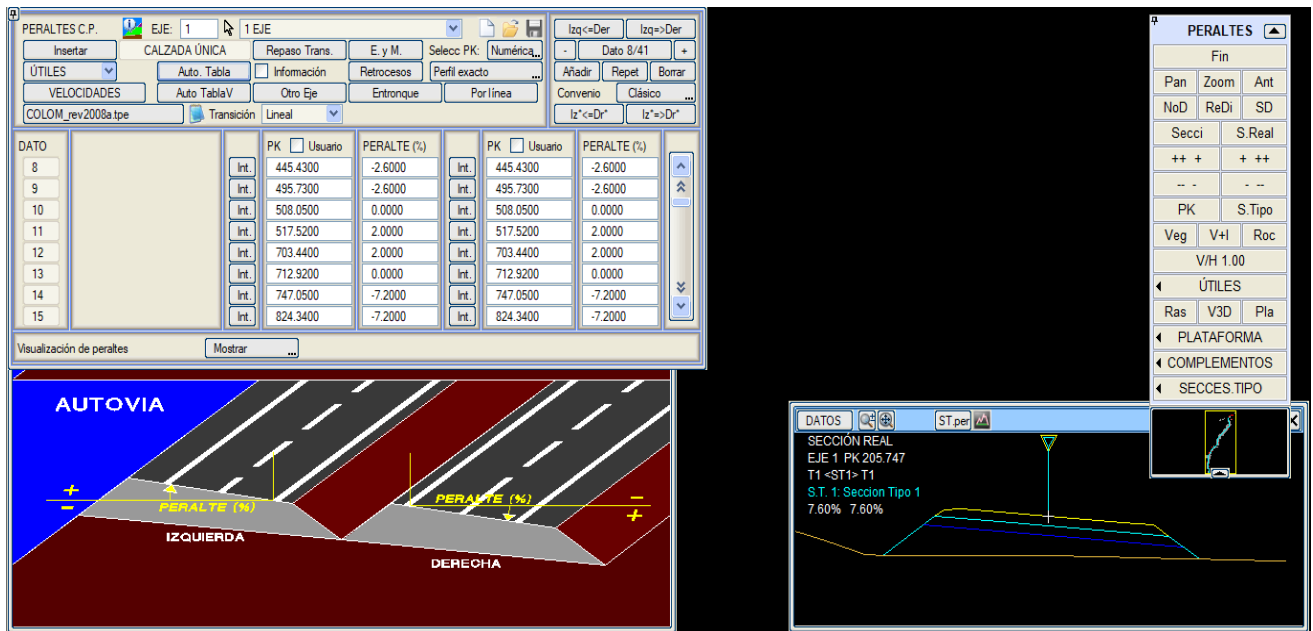 PERALTES C.P. EJE: 1 1 EJE
Izq<=Der Izq=>Der
Insertar CALZADA ÚNICA Repaso Trans. E. y M. Selecc PK: Numérica...
- Dato 8/41 +
ÚTILES Auto. Tabla Información Retrocesos Perfil exacto ...
Añadir Repet Borrar
VELOCIDADES Auto TablaV Otro Eje Entronque Por línea
Convenio Clásico ...
COLOM_rev2008a.tpe Transición Lineal
Iz*<=Dr* Iz*=>Dr*
DATO PK Usuario PERALTE (%) PK Usuario PERALTE (%)
8 Int. 445.4300 -2.6000 Int. 445.4300 -2.6000
9 Int. 495.7300 -2.6000 Int. 495.7300 -2.6000
10 Int. 508.0500 0.0000 Int. 508.0500 0.0000
11 Int. 517.5200 2.0000 Int. 517.5200 2.0000
12 Int. 703.4400 2.0000 Int. 703.4400 2.0000
13 Int. 712.9200 0.0000 Int. 712.9200 0.0000
14 Int. 747.0500 -7.2000 Int. 747.0500 -7.2000
15 Int. 824.3400 -7.2000 Int. 824.3400 -7.2000
Visualización de peraltes Mostrar ...
AUTOVIA
+
−
PERALTE (%)
IZQUIERDA
PERALTE (%)
−
+
DERECHA
DATOS ST.per
SECCIÓN REAL
EJE 1 PK 205.747
T1 <ST1> T1
S.T. 1: Seccion Tipo 1
7.60% 7.60%
PERALTES
Fin
Pan Zoom Ant
NoD ReDi SD
Secci S.Real
++ + + ++
-- - - --
PK S.Tipo
Veg V+I Roc
V/H 1.00
ÚTILES
Ras V3D Pla
PLATAFORMA
COMPLEMENTOS
SECCES.TIPO